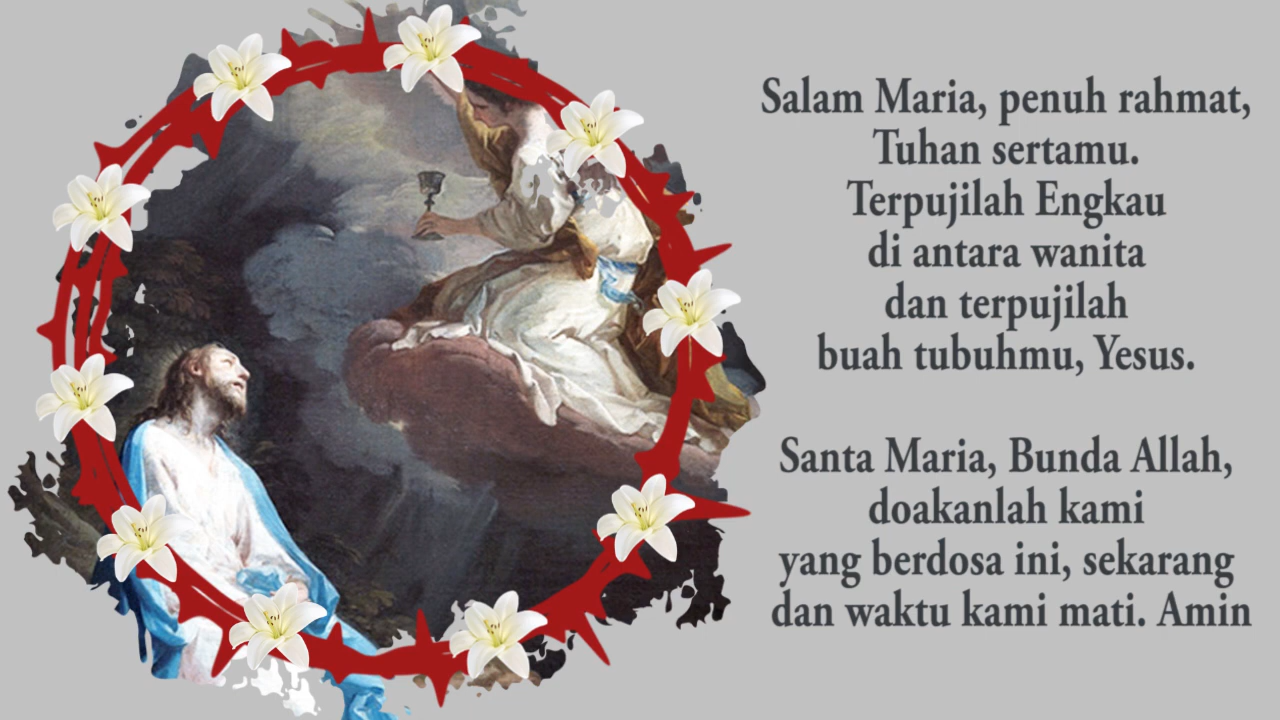 Salam Maria, penuh rahmat,
Tuhan sertamu.
Terpujilah Engkau
di antara wanita
dan terpujilah
buah tubuhmu, Yesus.
Santa Maria, Bunda Allah,
doakanlah kami
yang berdosa ini, sekarang
dan waktu kami mati. Amin